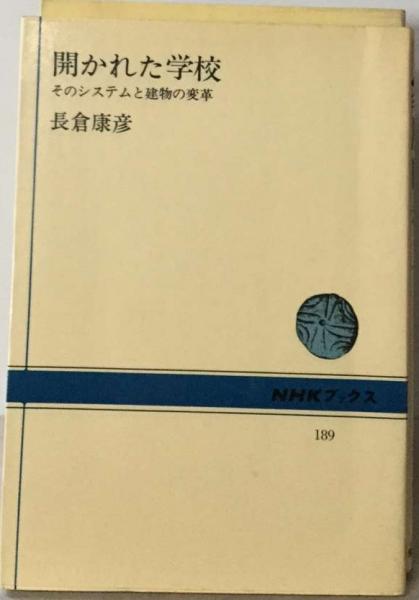 開かれた学校
そのシステムと建物の変革
長倉康彦
NHKブックス
189